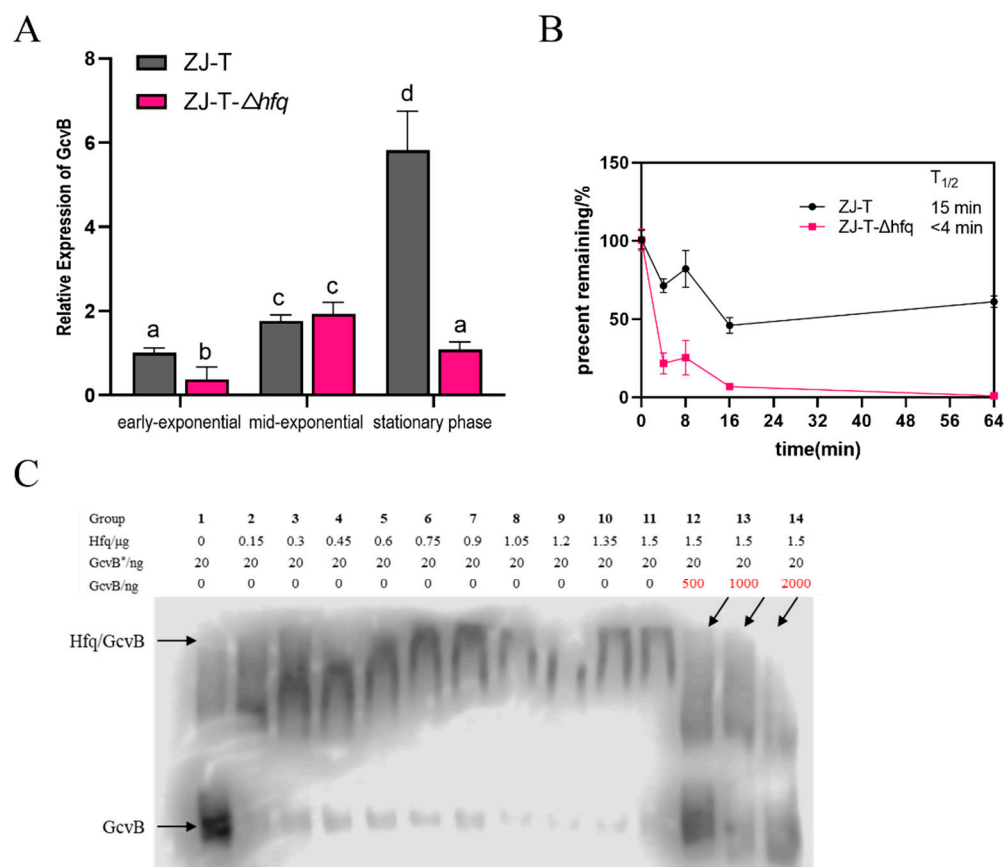 A
ZJ-T
ZJ-T-Δhfq
Relative Expression of GcvB
8
6
4
2
0
a
b
c
c
d
a
early-exponential mid-exponential stationary phase
B
precent remaining/%
150
100
50
0
T1/2
ZJ-T 15 min
ZJ-T-Δhfq <4 min
0 8 16 24 32 40 48 56 64
time(min)
C
Group 1 2 3 4 5 6 7 8 9 10 11 12 13 14
Hfq/μg 0 0.15 0.3 0.45 0.6 0.75 0.9 1.05 1.2 1.35 1.5 1.5 1.5 1.5
GcvB*/ng 20 20 20 20 20 20 20 20 20 20 20 20 20 20
GcvB/ng 0 0 0 0 0 0 0 0 0 0 0 500 1000 2000
Hfq/GcvB
GcvB